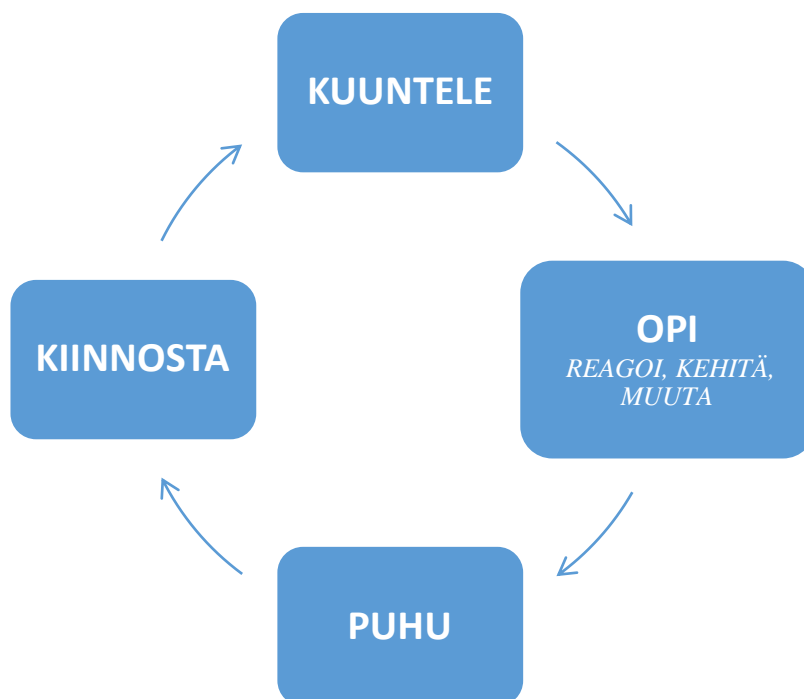 KUUNTELE
OPI
REAGOI, KEHITÄ,
MUUTA
PUHU
KIINNOSTA